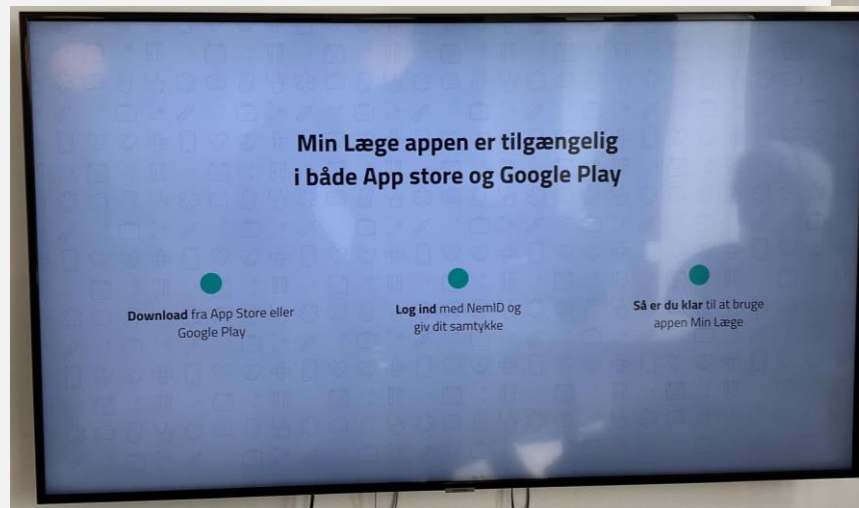 Min Læge appen er tilgængelig
i både App store og Google Play
Download fra App Store eller
Google Play
Log ind med NemID og
giv dit samtykke
Så er du klar til at bruge
appen Min Læge